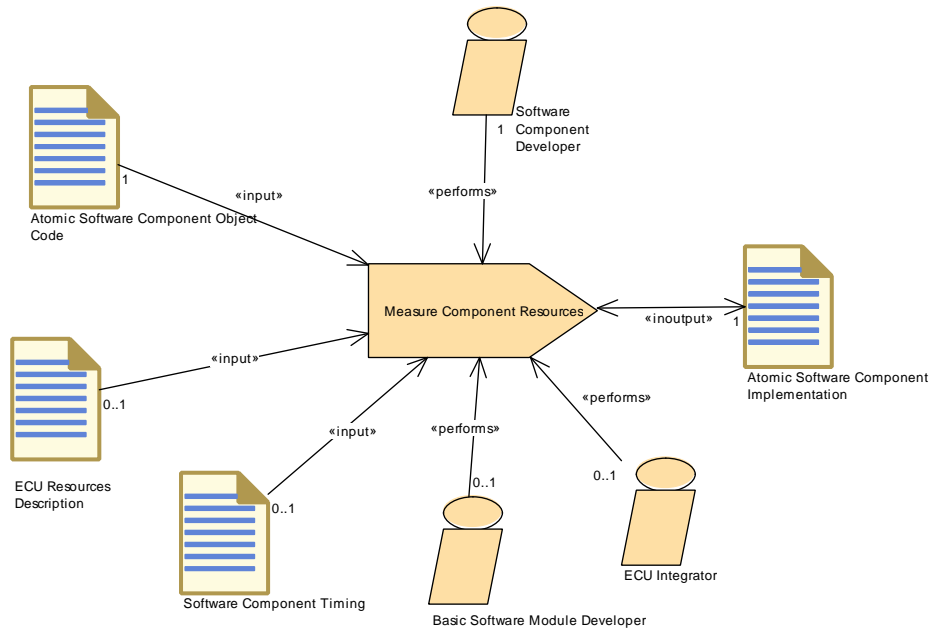 Software
Component
Developer
1
«performs»
Atomic Software Component Object
Code
1
«input»
Measure Component Resources
«inoutput»
1
Atomic Software Component
Implementation
«input»
0..1
ECU Resources
Description
«input»
0..1
Software Component Timing
«performs»
0..1
Basic Software Module Developer
«performs»
0..1
ECU Integrator